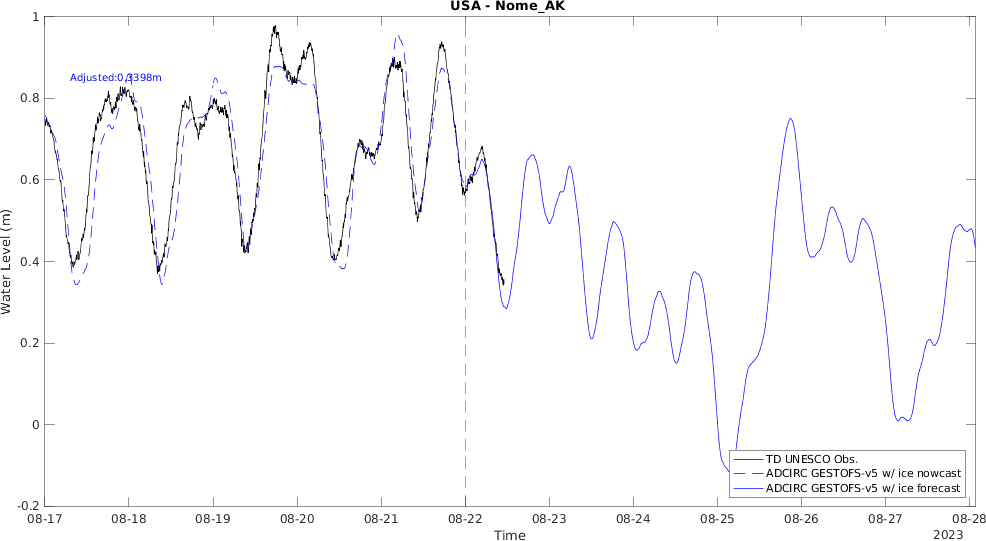 USA - Nome_AK
Adjusted:0.3398m
Water Level (m)
1
0.8
0.6
0.4
0.2
0
-0.2
TD UNESCO Obs.
ADCIRC GESTOFS-v5 w/ ice nowcast
ADCIRC GESTOFS-v5 w/ ice forecast
08-17 08-18 08-19 08-20 08-21 08-22 08-23 08-24 08-25 08-26 08-27 08-28
Time
2023